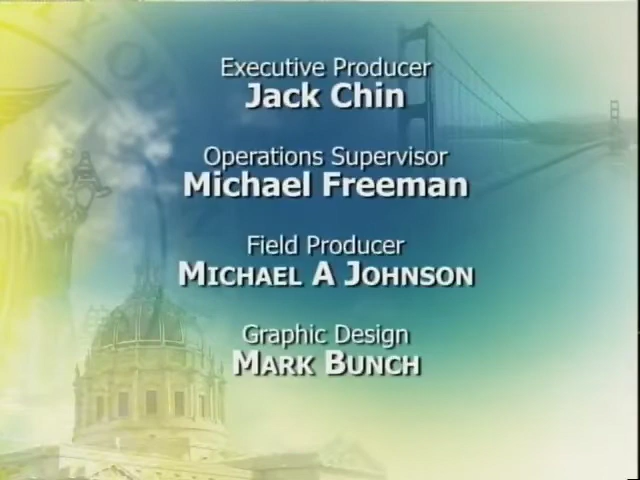 Executive Producer
Jack Chin
Operations Supervisor
Michael Freeman
Field Producer
MICHAEL A JOHNSON
Graphic Design
MARK BUNCH